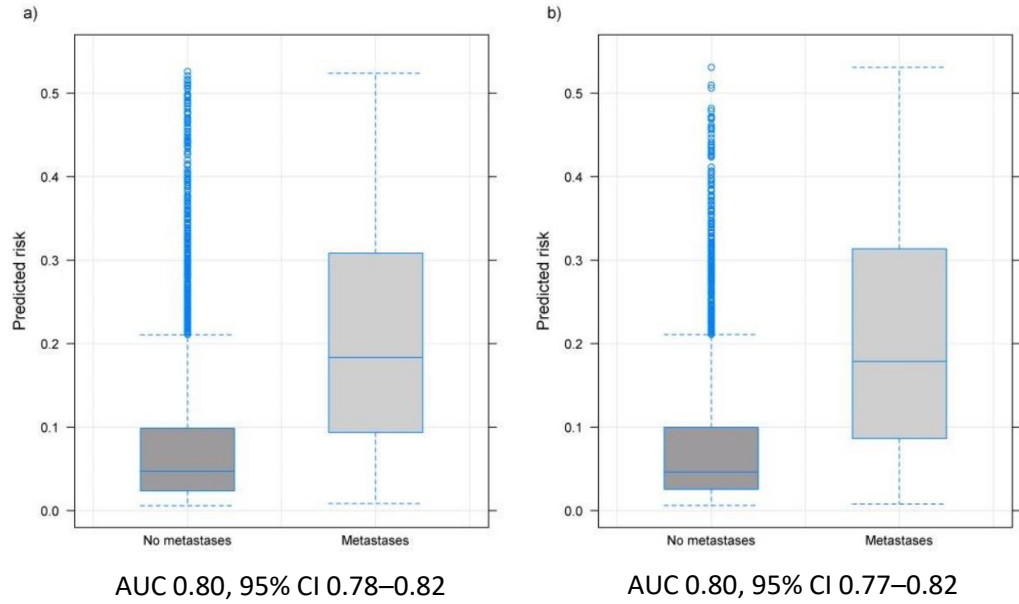 a)
Predicted risk
0.5
0.4
0.3
0.2
0.1
0.0
No metastases Metastases
AUC 0.80, 95% CI 0.78–0.82
b)
Predicted risk
0.5
0.4
0.3
0.2
0.1
0.0
No metastases Metastases
AUC 0.80, 95% CI 0.77–0.82